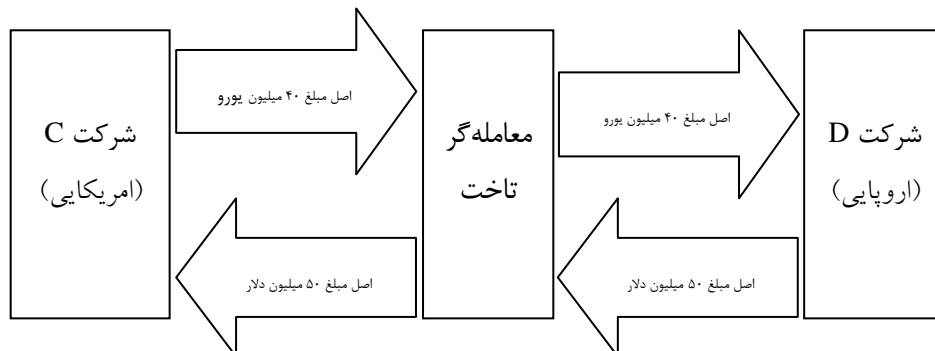 شرکت C
(امریکایی)
اصل مبلغ ۴۰ میلیون یورو
اصل مبلغ ۵۰ میلیون دلار
معامله‌گر
تاخت
اصل مبلغ ۴۰ میلیون یورو
اصل مبلغ ۵۰ میلیون دلار
شرکت D
(اروپایی)